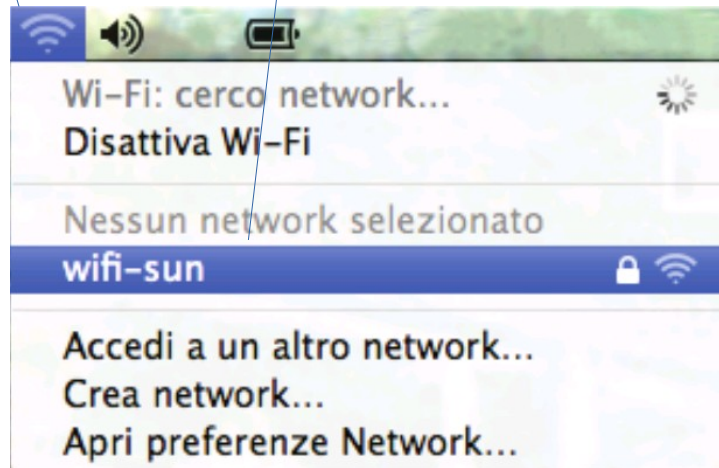 Wi-Fi: cerco network...
Disattiva Wi-Fi
Nessun network selezionato
wifi-sun
Accedi a un altro network...
Crea network...
Apri preferenze Network...